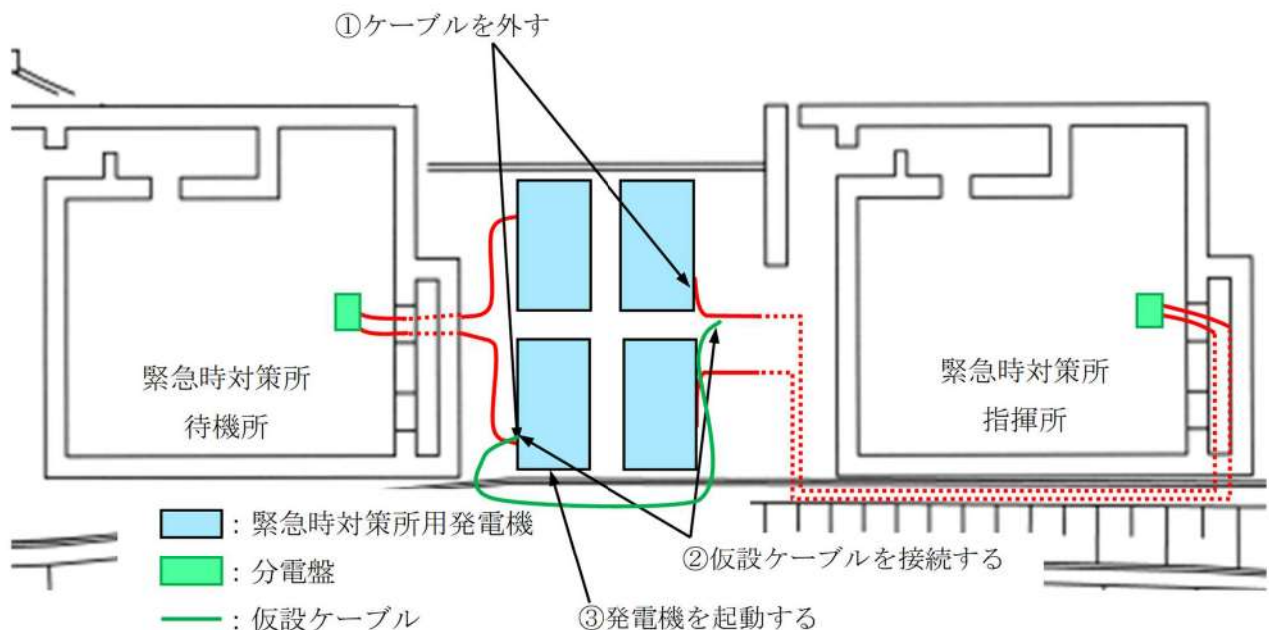 ①ケーブルを外す
緊急時対策所
待機所
緊急時対策所
指揮所
：緊急時対策所用発電機
：分電盤
：仮設ケーブル
②仮設ケーブルを接続する
③発電機を起動する